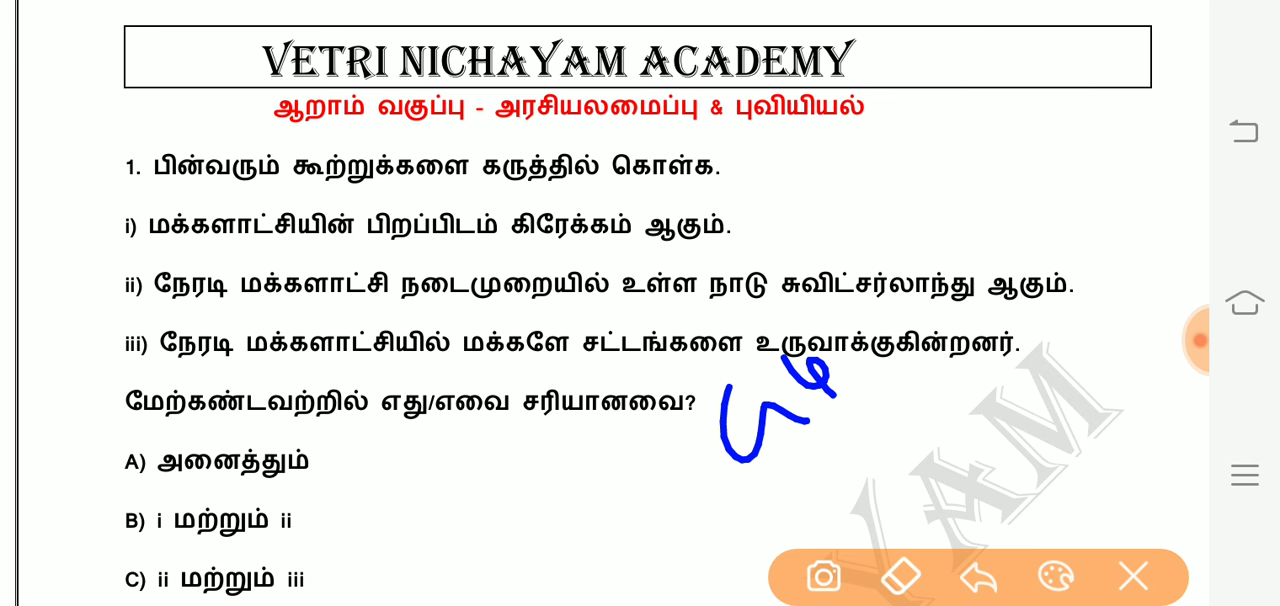 VETRI NICHAYAM ACADEMY
ஆறாம் வகுப்பு - அரசியலமைப்பு & புவியியல்
1. பின்வரும் கூற்றுக்களை கருத்தில் கொள்க.
i) மக்களாட்சியின் பிறப்பிடம் கிரேக்கம் ஆகும்.
ii) நேரடி மக்களாட்சி நடைமுறையில் உள்ள நாடு சுவிட்சர்லாந்து ஆகும்.
iii) நேரடி மக்களாட்சியில் மக்களே சட்டங்களை உருவாக்குகின்றனர்.
மேற்கண்டவற்றில் எது/எவை சரியானவை?
A) அனைத்தும்
B) i மற்றும் ii
C) ii மற்றும் iii
YAM